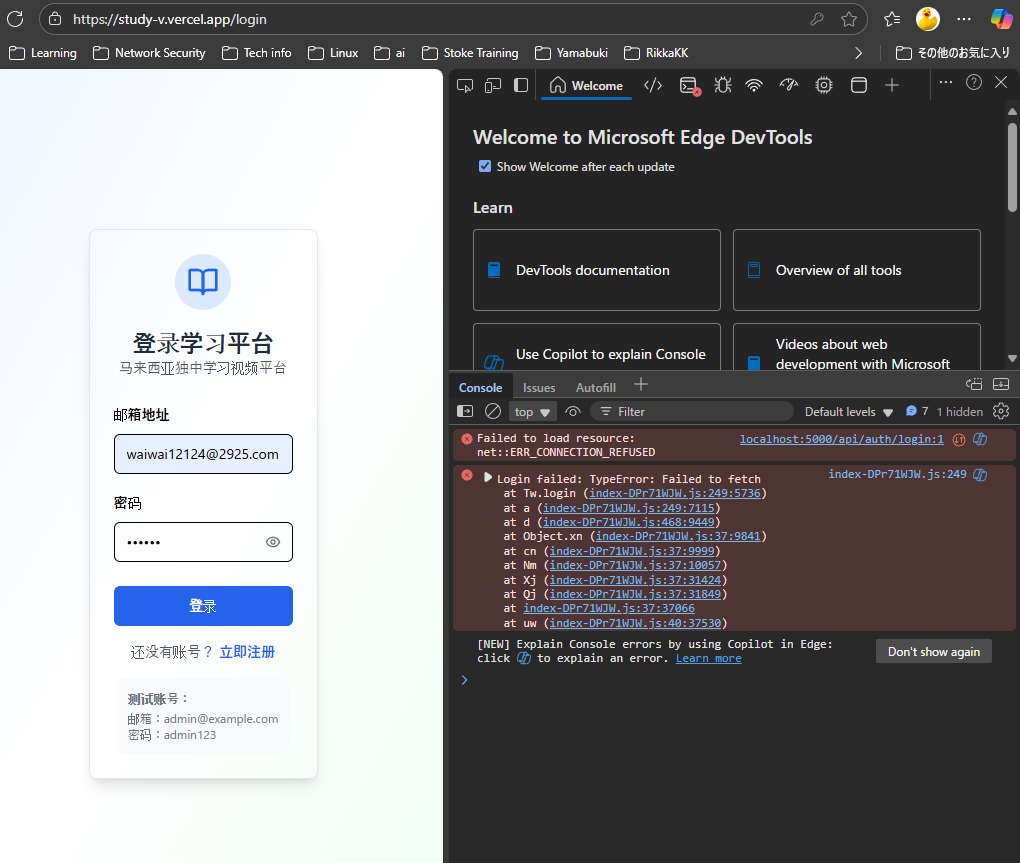 https://study-v.vercel.app/login
Learning
Network Security
Tech info
Linux
ai
Stoke Training
Yamabuki
RikkaKK
その他のお気に入り
登录学习平台
马来西亚独中学习视频平台
邮箱地址
waiwai12124@2925.com
密码
••••••
登录
还没有账号？ 立即注册
测试账号：
邮箱：admin@example.com
密码：admin123
Welcome
Welcome to Microsoft Edge DevTools
Show Welcome after each update
Learn
DevTools documentation
Overview of all tools
Use Copilot to explain Console
Videos about web
development with Microsoft
Console
Issues
Autofill
top
Filter
Default levels
7
1 hidden
Failed to load resource: localhost:5000/api/auth/login:1
net::ERR_CONNECTION_REFUSED
Login failed: TypeError: Failed to fetch index-DPr71WJW.js:249
at Tw.login (index-DPr71WJW.js:249:5736)
at a (index-DPr71WJW.js:249:7115)
at d (index-DPr71WJW.js:468:9449)
at Object.xn (index-DPr71WJW.js:37:9841)
at cn (index-DPr71WJW.js:37:9999)
at Nm (index-DPr71WJW.js:37:10057)
at Xj (index-DPr71WJW.js:37:31424)
at Qj (index-DPr71WJW.js:37:31849)
at index-DPr71WJW.js:37:37066
at uw (index-DPr71WJW.js:40:37530)
[NEW] Explain Console errors by using Copilot in Edge:
click to explain an error. Learn more
Don't show again